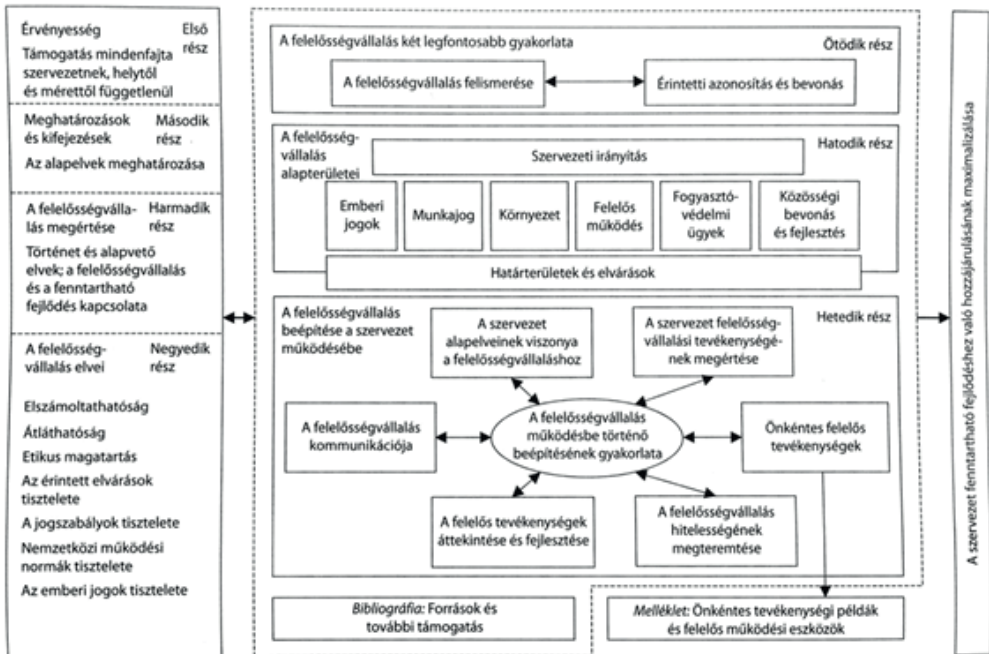 Érvényesség
Első
rész
Támogatás mindenfajta
szervezetnek, helytől
és mérettől függetlenül
Meghatározások
és kifejezések
Második
rész
Az alapelvek meghatározása
A felelősségválla-
lás megértése
Harmadik
rész
Történet és alapvető
elvek; a felelősségvállalás
és a fenntartható
fejlődés kapcsolata
A felelősség-
vállalás elvei
Negyedik
rész
Elszámoltathatóság
Átláthatóság
Etikus magatartás
Az érintett elvárások
tisztelete
A jogszabályok tisztelete
Nemzetközi működési
normák tisztelete
Az emberi jogok tisztelete
A felelősségvállalás két legfontosabb gyakorlata
Ötödik rész
A felelősségvállalás felismerése
Érintetti azonosítás és bevonás
A felelősség-
vállalás
alapterületei
Hatodik rész
Szervezeti irányítás
Emberi
jogok
Munkajog
Környezet
Felelős
működés
Fogyasztó-
védelmi
ügyek
Közösségi
bevonás
és fejlesztés
Határterületek és elvárások
A felelősségvállalás
beépítése a szervezet
működésébe
Hetedik rész
A szervezet
alapelveinek viszonya
a felelősségvállaláshoz
A szervezet felelősség-
vállalási tevékenységé-
nek megértése
A felelősségvállalás
kommunikációja
A felelősségvállalás
működésbe történő
beépítésének gyakorlata
Önkéntes felelős
tevékenységek
A felelős tevékenységek
áttekintése és fejlesztése
A felelősségvállalás
hitelességének
megteremtése
Bibliográfia: Források és
további támogatás
Melléklet: Önkéntes tevékenységi példák
és felelős működési eszközök
A szervezet fenntartható fejlődéshez való hozzájárulásának maximalizálása